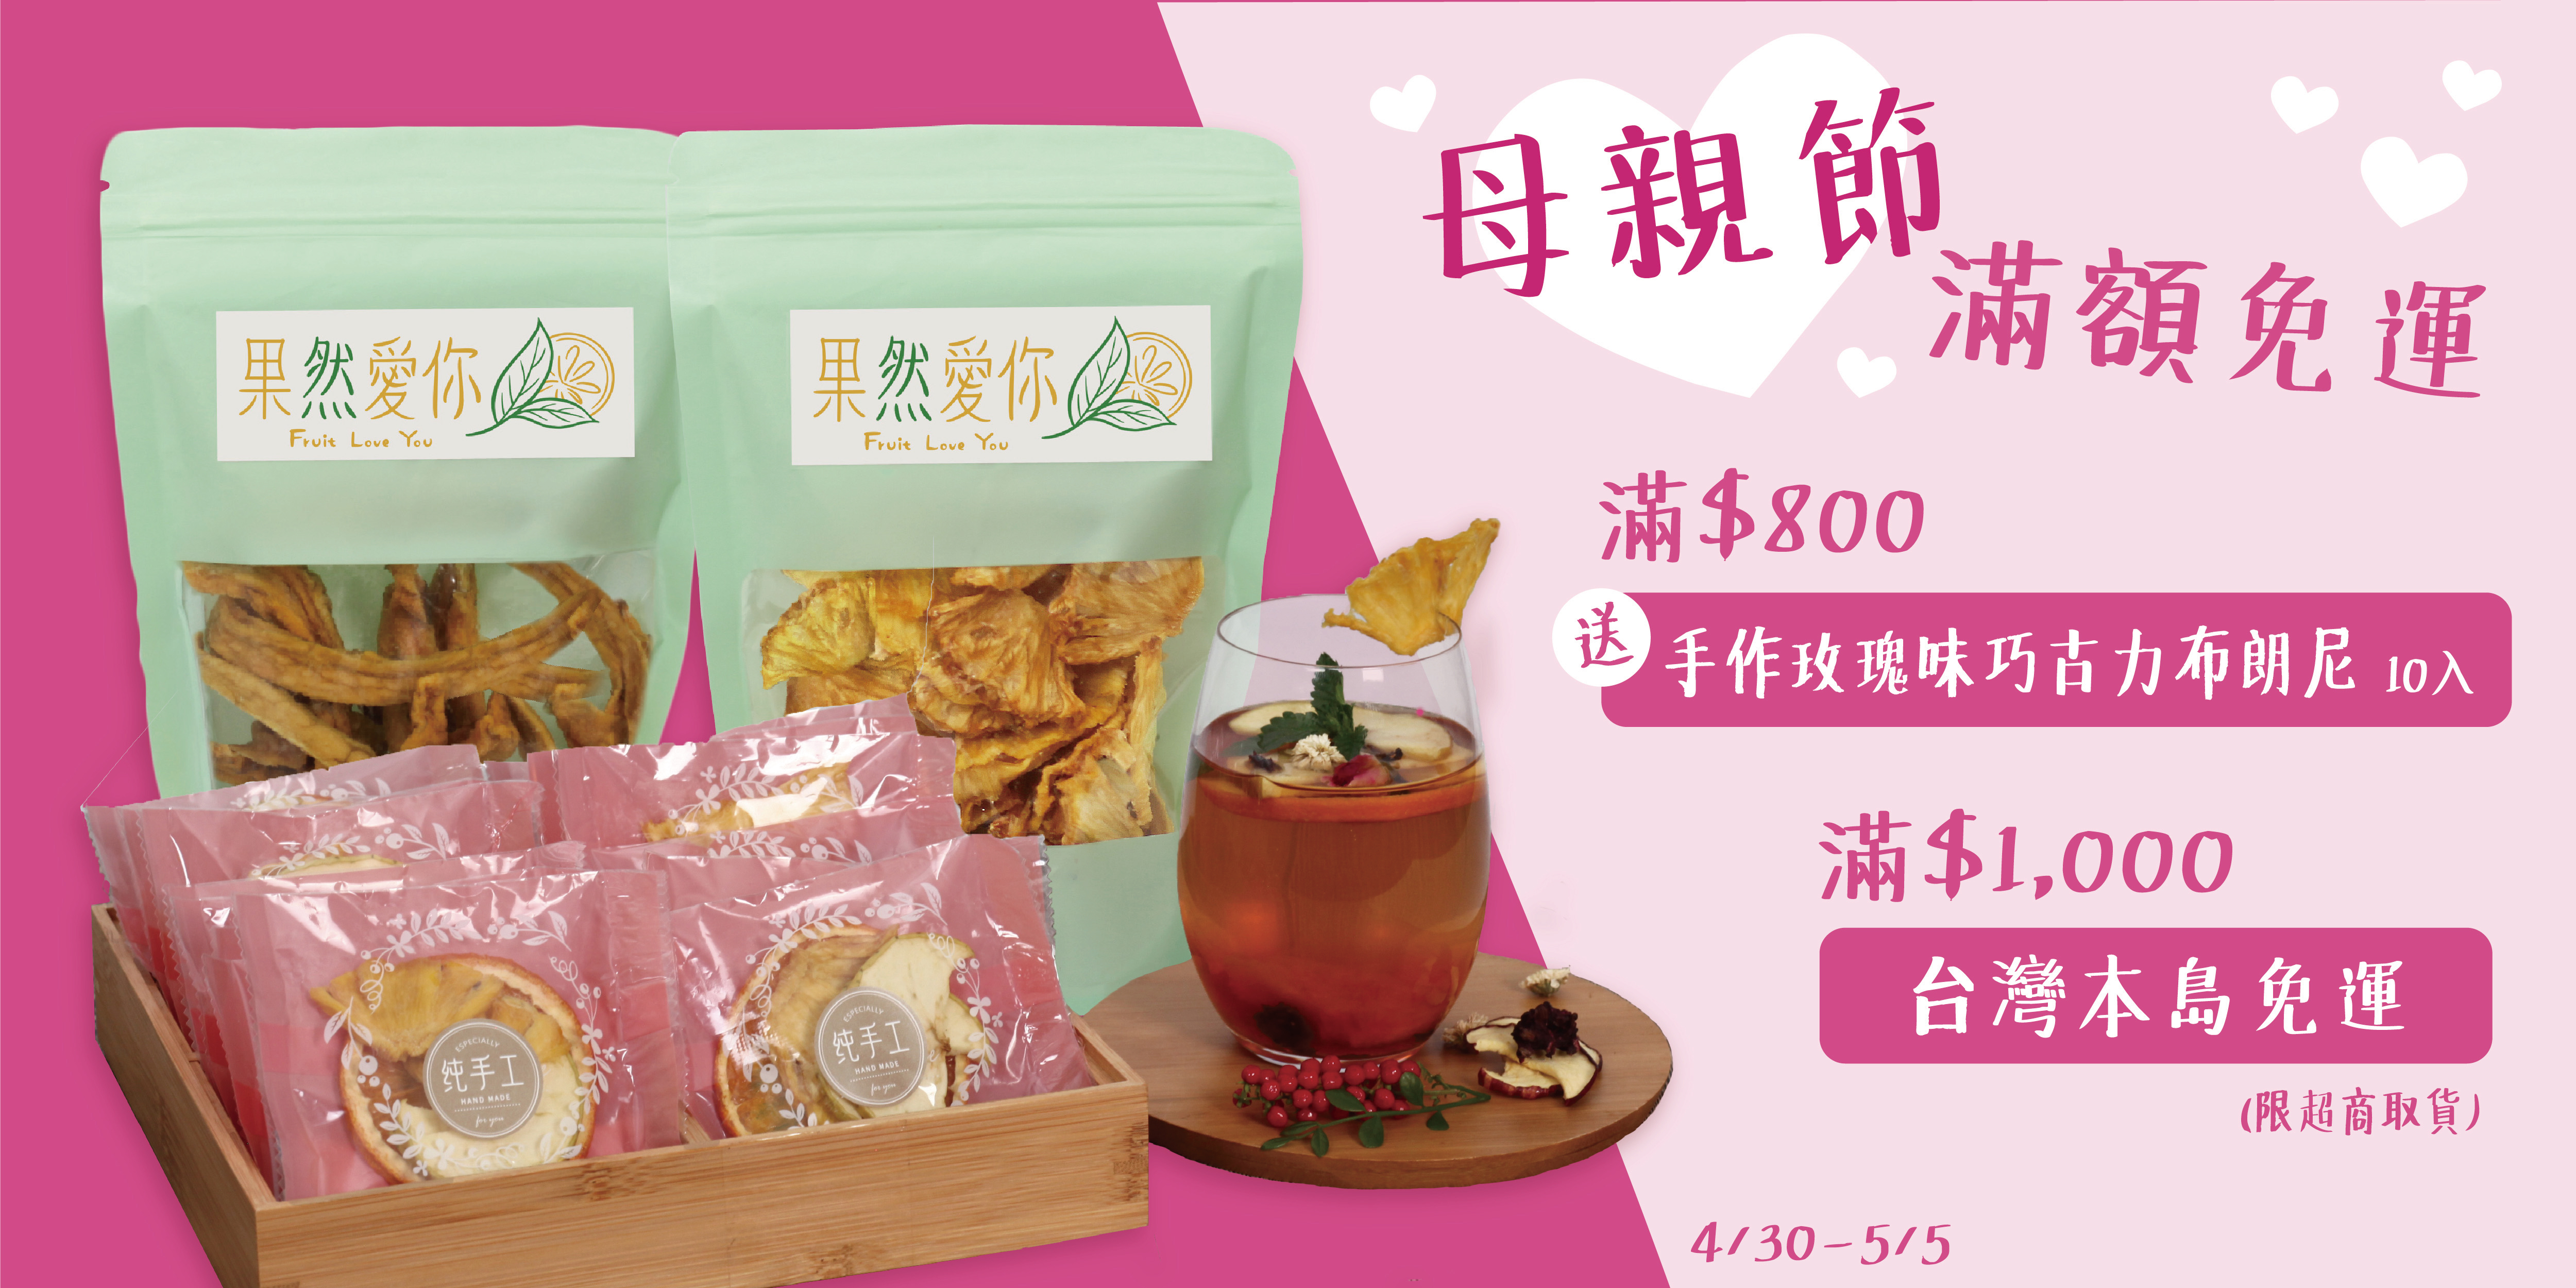 果然愛你
Fruit Love You
果然愛你
Fruit Love You
ESPECIALLY
纯手工
HAND MADE
for you
ESPECIALLY
纯手工
HAND MADE
for you
母親節
滿額免運
滿$800
送 手作玫瑰味巧古力布朗尼 10入
滿$1,000
台灣本島免運
(限超商取貨)
4/30-5/5